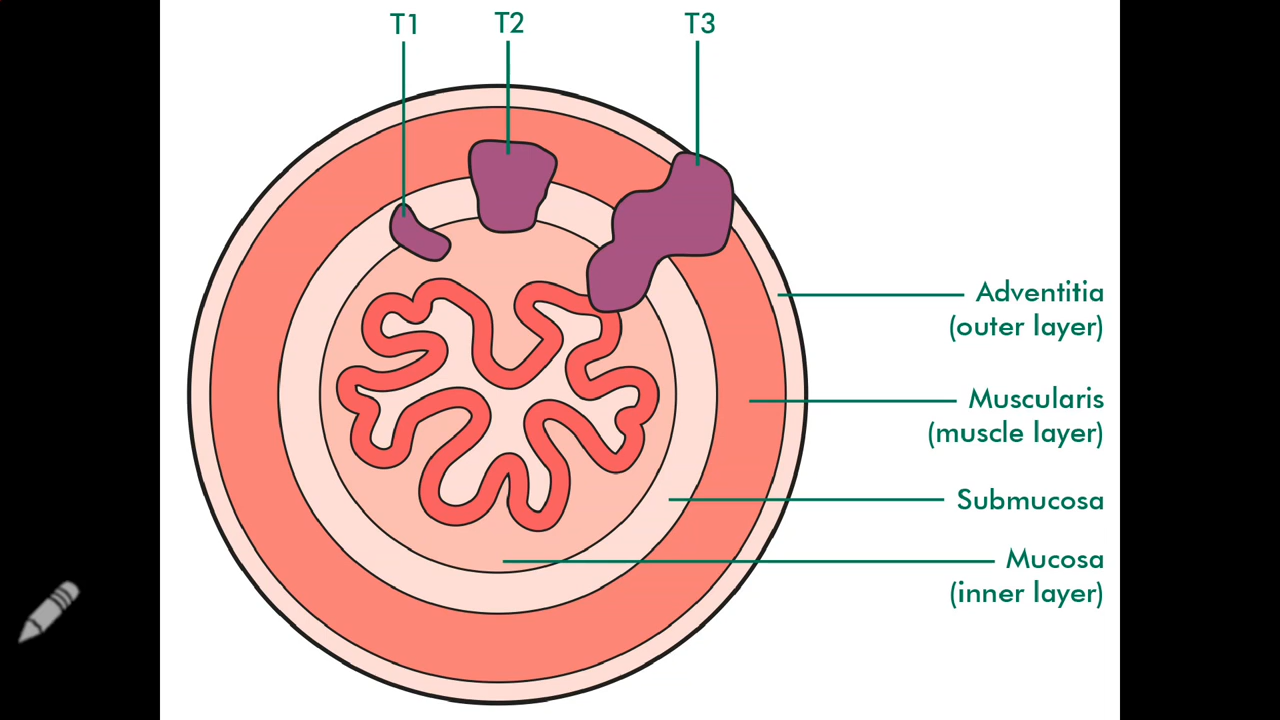 T1
T2
T3
Adventitia
(outer layer)
Muscularis
(muscle layer)
Submucosa
Mucosa
(inner layer)